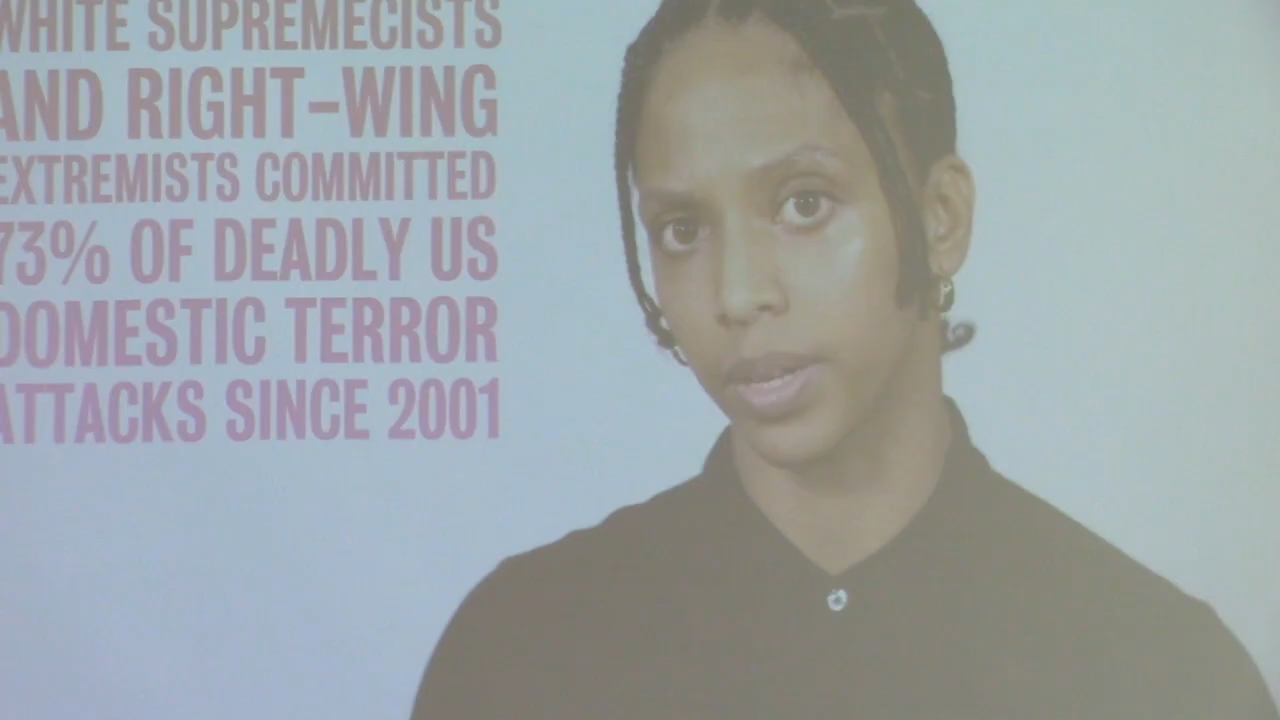 WHITE SUPREMECISTS
AND RIGHT-WING
EXTREMISTS COMMITTED
73% OF DEADLY US
DOMESTIC TERROR
ATTACKS SINCE 2001